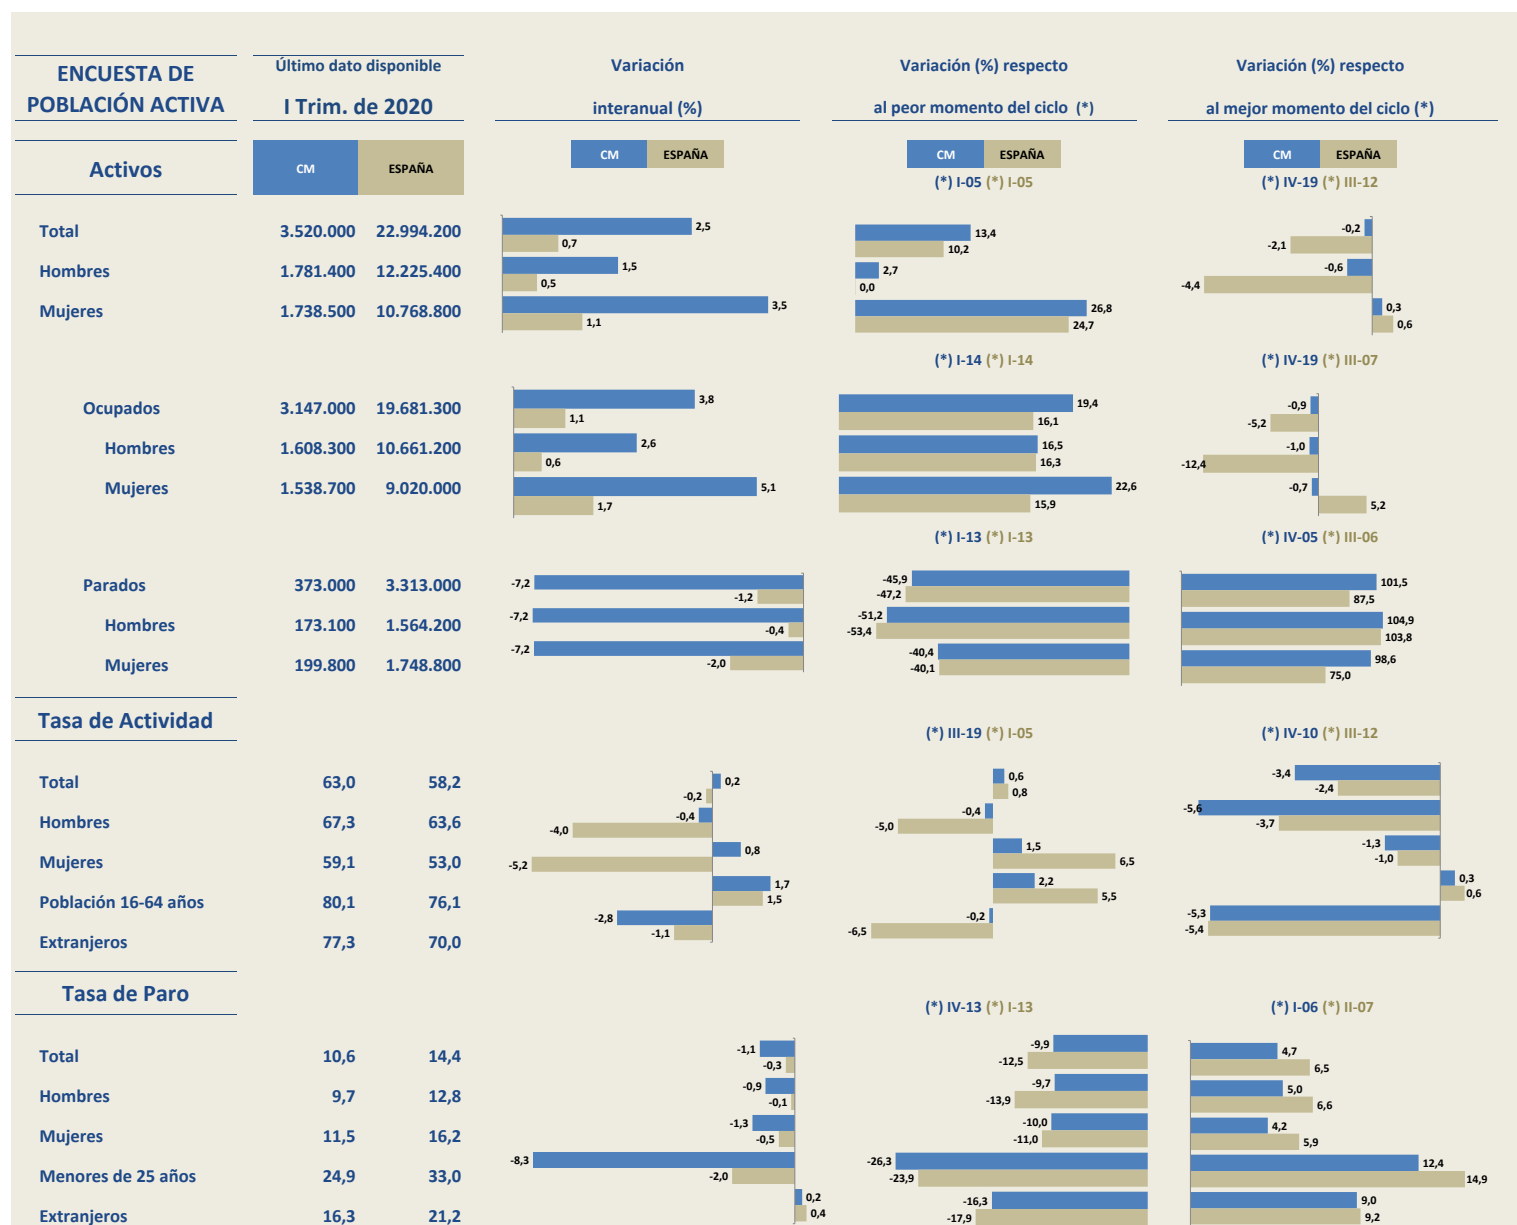 ENCUESTA DE
POBLACIÓN ACTIVA
Último dato disponible
I Trim. de 2020
Variación
interanual (%)
Variación (%) respecto
al peor momento del ciclo (*)
Variación (%) respecto
al mejor momento del ciclo (*)
Activos
CM ESPAÑA
CM ESPAÑA
CM ESPAÑA
(*) I-05 (*) I-05
CM ESPAÑA
(*) IV-19 (*) III-12
Total 3.520.000 22.994.200 2,5 0,7 13,4 10,2 -0,2 -2,1
Hombres 1.781.400 12.225.400 1,5 0,5 2,7 0,0 -0,6 -4,4
Mujeres 1.738.500 10.768.800 3,5 1,1 26,8 24,7 0,3 0,6
(*) I-14 (*) I-14
(*) IV-19 (*) III-07
Ocupados 3.147.000 19.681.300 3,8 1,1 19,4 16,1 -0,9 -5,2
Hombres 1.608.300 10.661.200 2,6 0,6 16,5 16,3 -1,0 -12,4
Mujeres 1.538.700 9.020.000 5,1 1,7 22,6 15,9 -0,7 5,2
(*) I-13 (*) I-13
(*) IV-05 (*) III-06
Parados 373.000 3.313.000 -7,2 -1,2 -45,9 -47,2 101,5 87,5
Hombres 173.100 1.564.200 -7,2 -0,4 -51,2 -53,4 104,9 103,8
Mujeres 199.800 1.748.800 -7,2 -2,0 -40,4 -40,1 98,6 75,0
Tasa de Actividad
(*) III-19 (*) I-05
(*) IV-10 (*) III-12
Total 63,0 58,2 0,2 -0,2 0,6 0,8 -3,4 -2,4
Hombres 67,3 63,6 -0,4 -4,0 -0,4 -5,0 -5,6 -3,7
Mujeres 59,1 53,0 0,8 -5,2 1,5 6,5 -1,3 -1,0
Población 16-64 años 80,1 76,1 1,7 1,5 2,2 5,5 0,3 0,6
Extranjeros 77,3 70,0 -2,8 -1,1 -0,2 -6,5 -5,3 -5,4
Tasa de Paro
(*) IV-13 (*) I-13
(*) I-06 (*) II-07
Total 10,6 14,4 -1,1 -0,3 -9,9 -12,5 4,7 6,5
Hombres 9,7 12,8 -0,9 -0,1 -9,7 -13,9 5,0 6,6
Mujeres 11,5 16,2 -1,3 -0,5 -10,0 -11,0 4,2 5,9
Menores de 25 años 24,9 33,0 -8,3 -2,0 -26,3 -23,9 12,4 14,9
Extranjeros 16,3 21,2 0,2 0,4 -16,3 -17,9 9,0 9,2